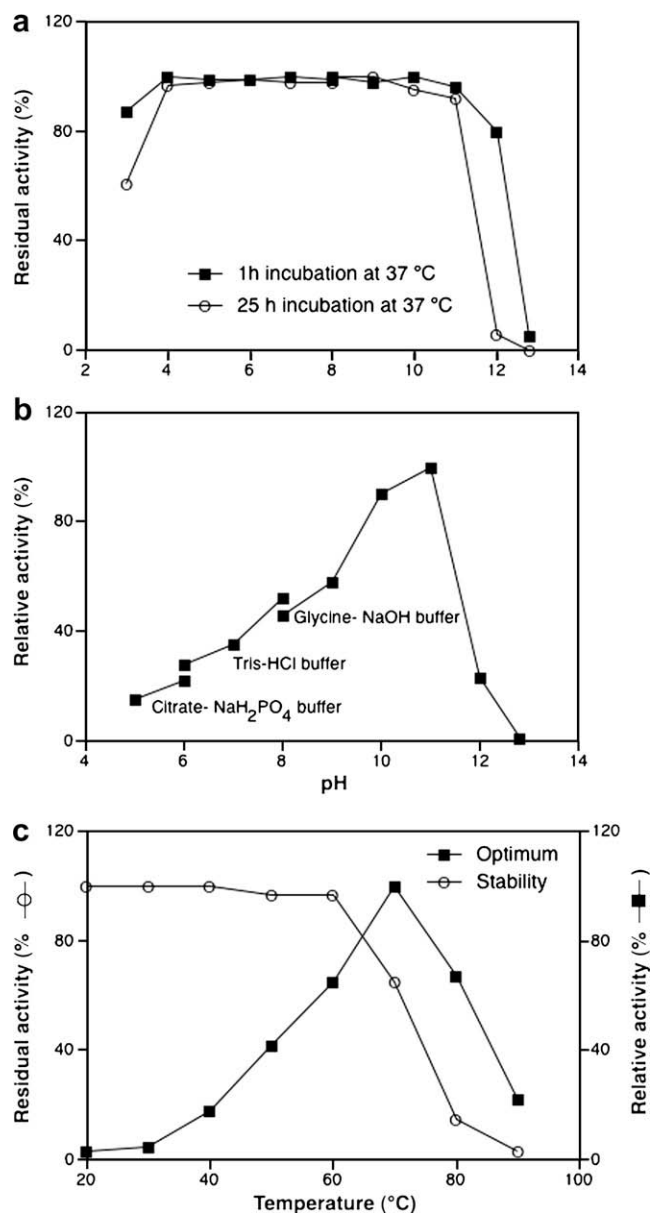 a
120
80
40
0
Residual activity (%)
1h incubation at 37 °C
25 h incubation at 37 °C
2 4 6 8 10 12 14
b
120
80
40
0
Relative activity (%)
Glycine- NaOH buffer
Tris-HCl buffer
Citrate- NaH₂PO₄ buffer
4 6 8 10 12 14
pH
c
120
80
40
0
Residual activity (% )
Optimum
Stability
120
80
40
0
Relative activity (% )
20 40 60 80 100
Temperature (°C)